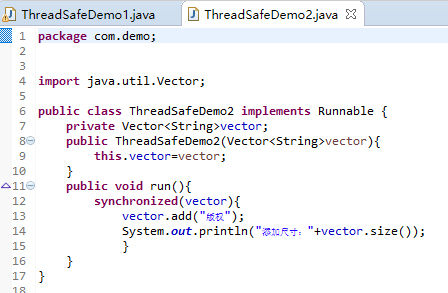 ThreadSafeDemo1.java ThreadSafeDemo2.java
1 package com.demo;
2
3
4 import java.util.Vector;
5
6 public class ThreadSafeDemo2 implements Runnable {
7 private Vector<String>vector;
8 public ThreadSafeDemo2(Vector<String>vector){
9 this.vector=vector;
10 }
11 public void run(){
12 synchronized(vector){
13 vector.add("版权");
14 System.out.println("添加尺寸："+vector.size());
15 }
16 }
17 }
18